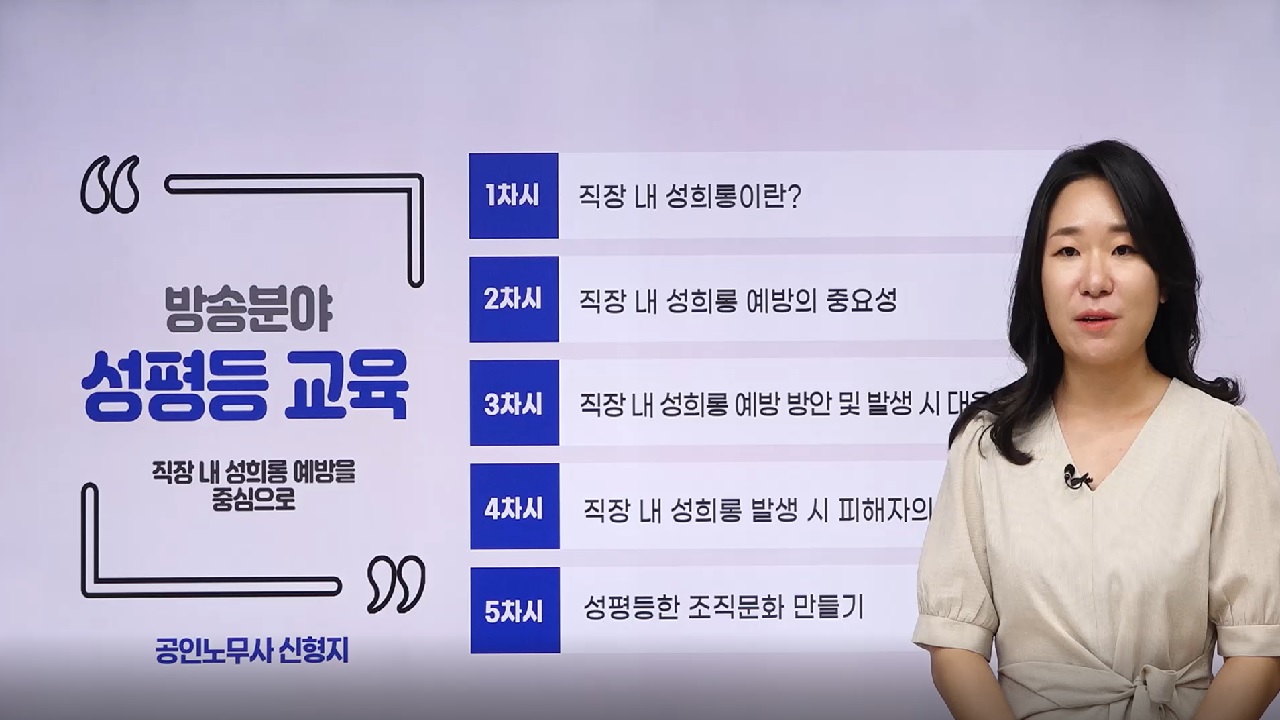 방송분야
성평등 교육
직장 내 성희롱 예방을
중심으로
공인노무사 신형지
1차시 직장 내 성희롱이란?
2차시 직장 내 성희롱 예방의 중요성
3차시 직장 내 성희롱 예방 방안 및 발생 시
4차시 직장 내 성희롱 발생 시 피해자의
5차시 성평등한 조직문화 만들기